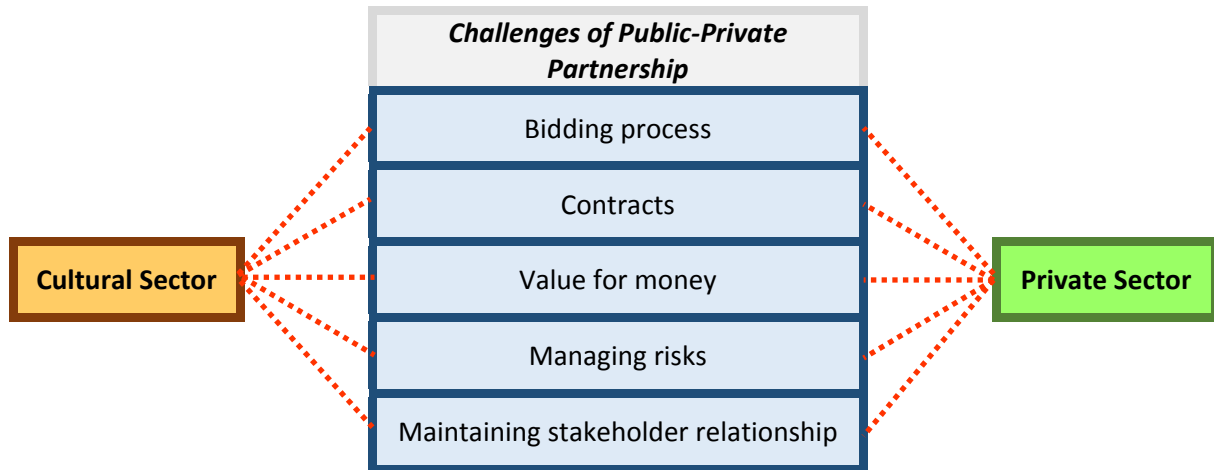 Challenges of Public-Private
Partnership
Bidding process
Contracts
Cultural Sector
Value for money
Private Sector
Managing risks
Maintaining stakeholder relationship